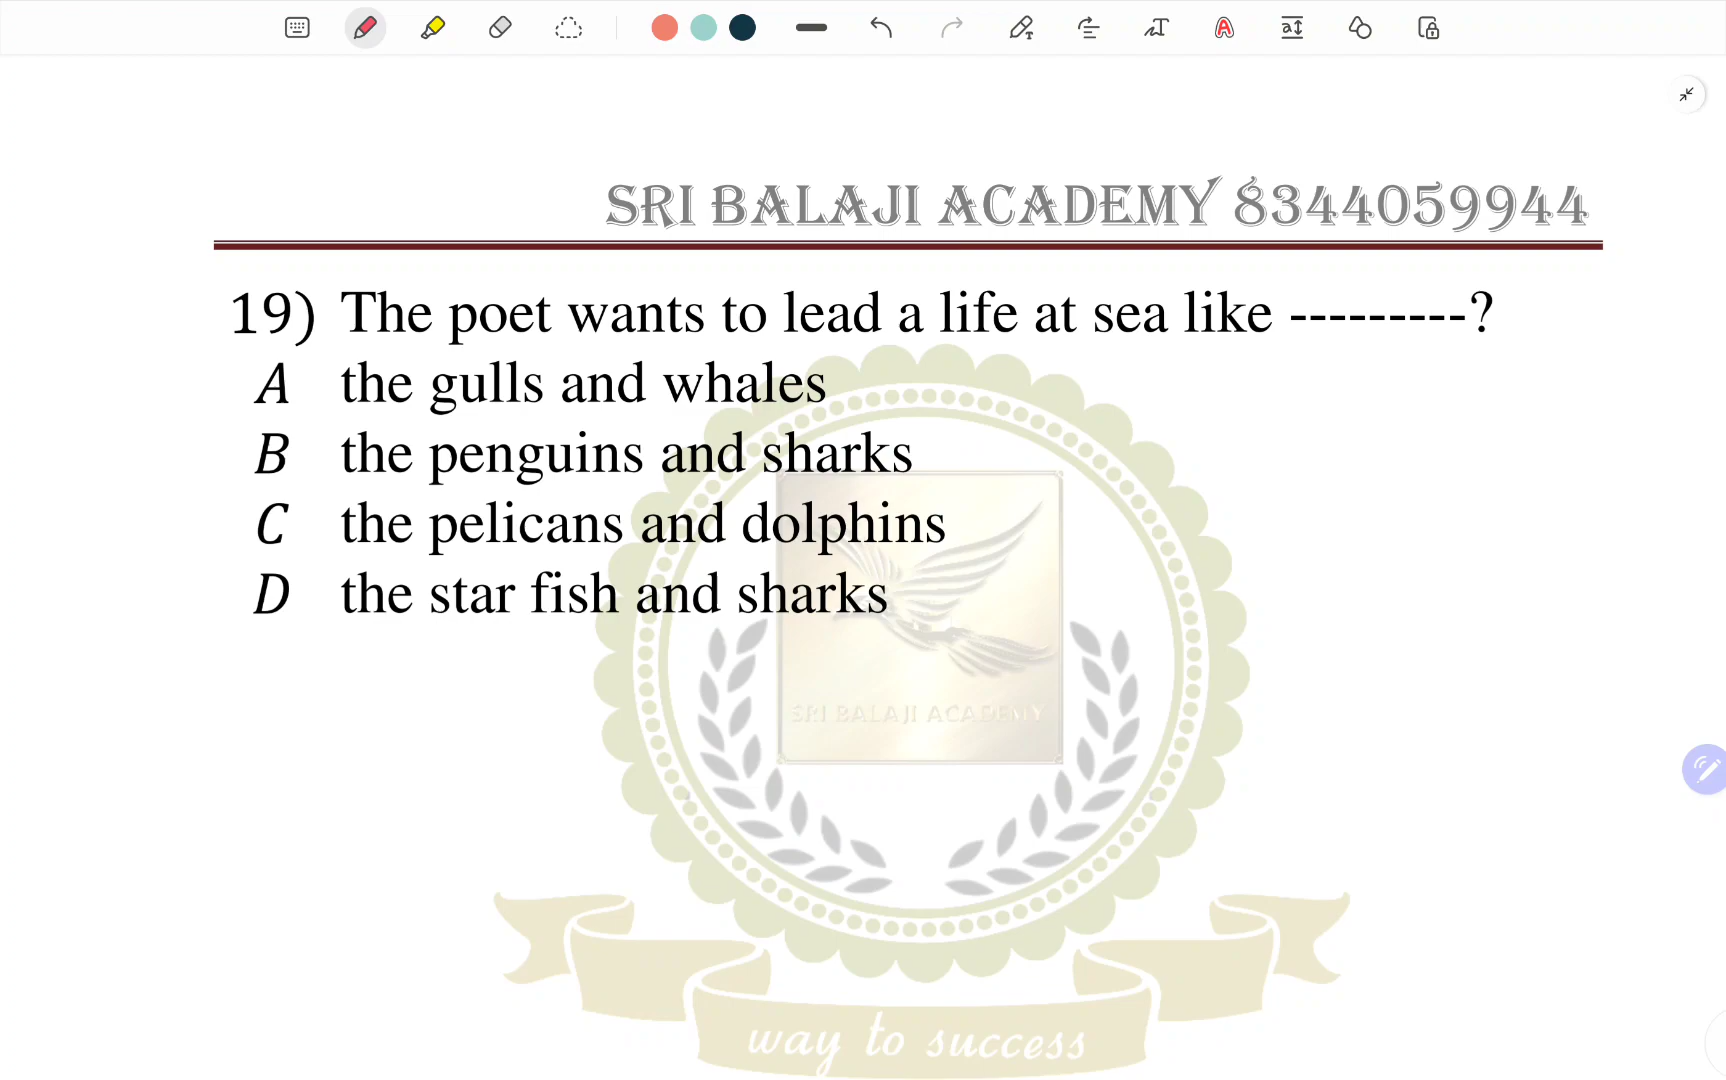 SRI BALAJI ACADEMY 8344059944
19) The poet wants to lead a life at sea like ---------?
A the gulls and whales
B the penguins and sharks
C the pelicans and dolphins
D the star fish and sharks
SRI BALAJI ACADEMY
way to success